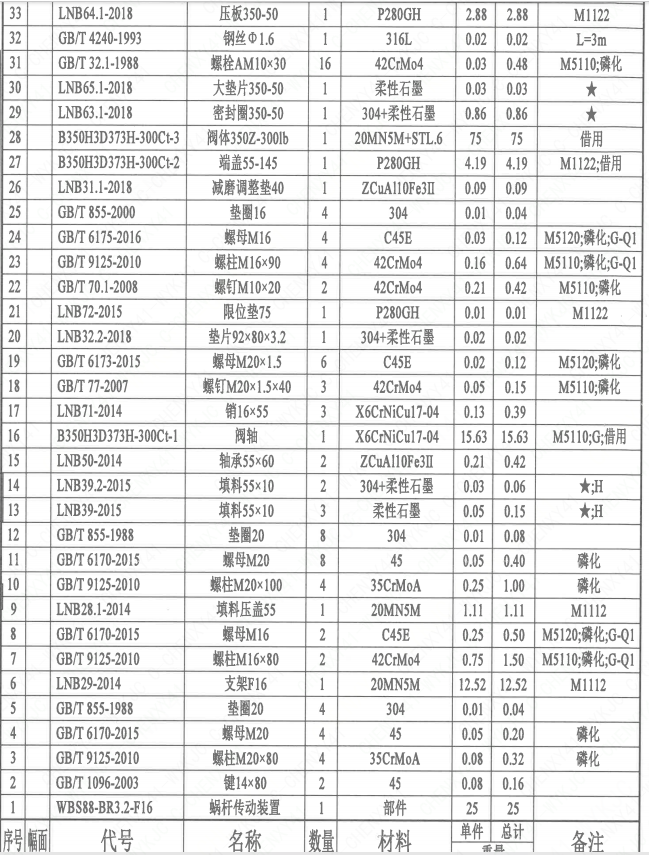 33 LNB64.1-2018 压板350-50 1 P280GH 2.88 2.88 M1122
32 GB/T 4240-1993 钢丝Φ1.6 1 316L 0.02 0.02 L=3m
31 GB/T 32.1-1988 螺栓AM10×30 16 42CrMo4 0.03 0.48 M5110;磷化
30 LNB65.1-2018 大垫片350-50 1 柔性石墨 0.03 0.03 ★
29 LNB63.1-2018 密封圈350-50 1 304+柔性石墨 0.86 0.86 ★
28 B350H3D373H-300Ct-3 阀体350Z-300lb 1 20MN5M+STL.6 75 75 借用
27 B350H3D373H-300Ct-2 端盖55-145 1 P280GH 4.19 4.19 M1122;借用
26 LNB31.1-2018 减磨调整垫40 1 ZCuAl10Fe3Ⅱ 0.09 0.09
25 GB/T 855-2000 垫圈16 4 304 0.01 0.04
24 GB/T 6175-2016 螺母M16 4 C45E 0.03 0.12 M5120;磷化;G-Q1
23 GB/T 9125-2010 螺柱M16×90 4 42CrMo4 0.16 0.64 M5110;磷化;G-Q1
22 GB/T 70.1-2008 螺钉M10×20 2 42CrMo4 0.21 0.42 M5110;磷化
21 LNB72-2015 限位垫75 1 P280GH 0.01 0.01 M1122
20 LNB32.2-2018 垫片92×80×3.2 1 304+柔性石墨 0.02 0.02
19 GB/T 6173-2015 螺母M20×1.5 6 C45E 0.02 0.12 M5120;磷化
18 GB/T 77-2007 螺钉M20×1.5×40 3 42CrMo4 0.05 0.15 M5110;磷化
17 LNB71-2014 销16×55 3 X6CrNiCu17-04 0.13 0.39
16 B350H3D373H-300Ct-1 阀轴 1 X6CrNiCu17-04 15.63 15.63 M5110;G;借用
15 LNB50-2014 轴承55×60 2 ZCuAl10Fe3Ⅱ 0.21 0.42
14 LNB39.2-2015 填料55×10 2 304+柔性石墨 0.03 0.06 ★;H
13 LNB39-2015 填料55×10 3 柔性石墨 0.05 0.15 ★;H
12 GB/T 855-1988 垫圈20 8 304 0.01 0.08
11 GB/T 6170-2015 螺母M20 8 45 0.05 0.40 磷化
10 GB/T 9125-2010 螺柱M20×100 4 35CrMoA 0.25 1.00 磷化
9 LNB28.1-2014 填料压盖55 1 20MN5M 1.11 1.11 M1112
8 GB/T 6170-2015 螺母M16 2 C45E 0.25 0.50 M5120;磷化;G-Q1
7 GB/T 9125-2010 螺柱M16×80 2 42CrMo4 0.75 1.50 M5110;磷化;G-Q1
6 LNB29-2014 支架F16 1 20MN5M 12.52 12.52 M1112
5 GB/T 855-1988 垫圈20 4 304 0.01 0.04
4 GB/T 6170-2015 螺母M20 4 45 0.05 0.20 磷化
3 GB/T 9125-2010 螺柱M20×80 4 35CrMoA 0.08 0.32 磷化
2 GB/T 1096-2003 键14×80 2 45 0.08 0.16
1 WBS88-BR3.2-F16 蜗杆传动装置 1 部件 25 25
序号 幅面 代号 名称 数量 材料 单件 总计 备注
重量